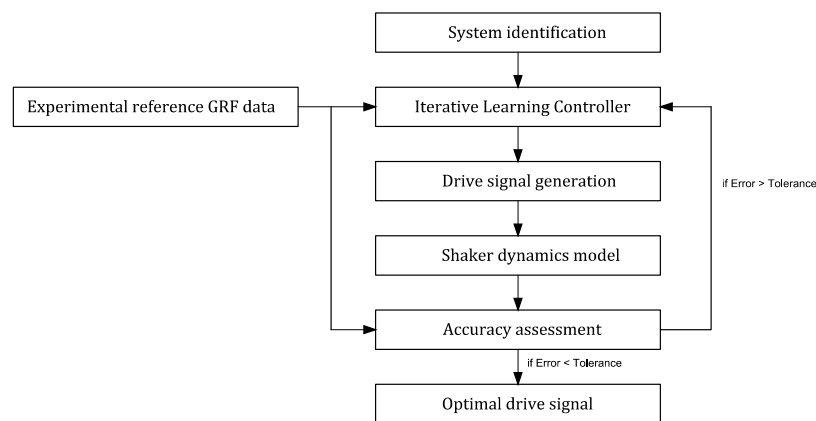 System identification
Experimental reference GRF data
Iterative Learning Controller
Drive signal generation
if Error > Tolerance
Shaker dynamics model
Accuracy assessment
if Error < Tolerance
Optimal drive signal